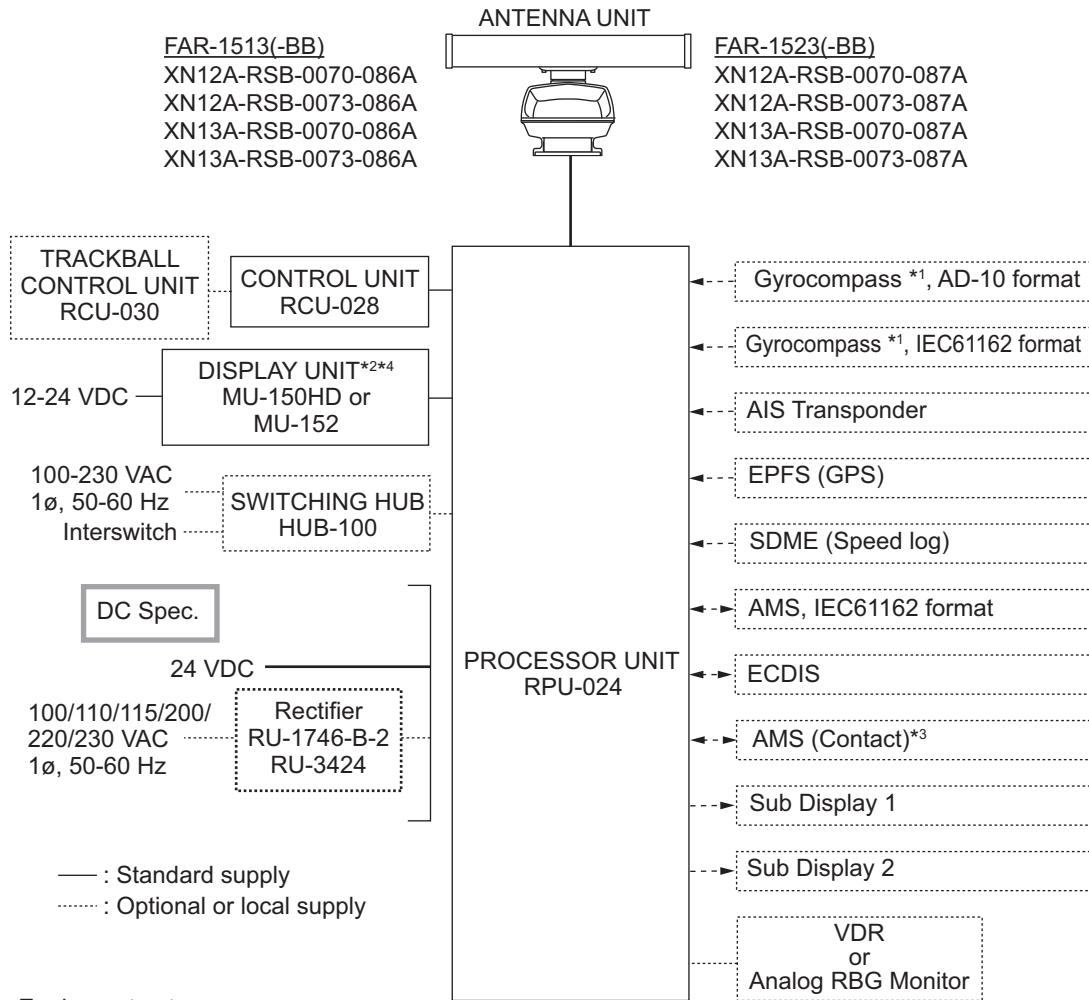 ANTENNA UNIT
FAR-1513(-BB)
XN12A-RSB-0070-086A
XN12A-RSB-0073-086A
XN13A-RSB-0070-086A
XN13A-RSB-0073-086A
FAR-1523(-BB)
XN12A-RSB-0070-087A
XN12A-RSB-0073-087A
XN13A-RSB-0070-087A
XN13A-RSB-0073-087A
TRACKBALL
CONTROL UNIT
RCU-030
CONTROL UNIT
RCU-028
12-24 VDC
DISPLAY UNIT*2*4
MU-150HD or
MU-152
100-230 VAC
1ø, 50-60 Hz
Interswitch
SWITCHING HUB
HUB-100
DC Spec.
24 VDC
100/110/115/200/
220/230 VAC
1ø, 50-60 Hz
Rectifier
RU-1746-B-2
RU-3424
PROCESSOR UNIT
RPU-024
Gyrocompass *1, AD-10 format
Gyrocompass *1, IEC61162 format
AIS Transponder
EPFS (GPS)
SDME (Speed log)
AMS, IEC61162 format
ECDIS
AMS (Contact)*3
Sub Display 1
Sub Display 2
VDR
or
Analog RBG Monitor
: Standard supply
: Optional or local supply